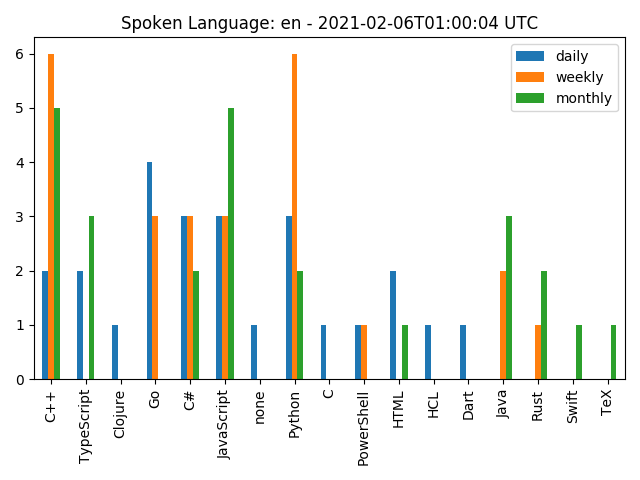 Spoken Language: en - 2021-02-06T01:00:04 UTC
daily
weekly
monthly
6
5
4
3
2
1
0
C++
TypeScript
Clojure
Go
C#
JavaScript
none
Python
C
PowerShell
HTML
HCL
Dart
Java
Rust
Swift
TeX